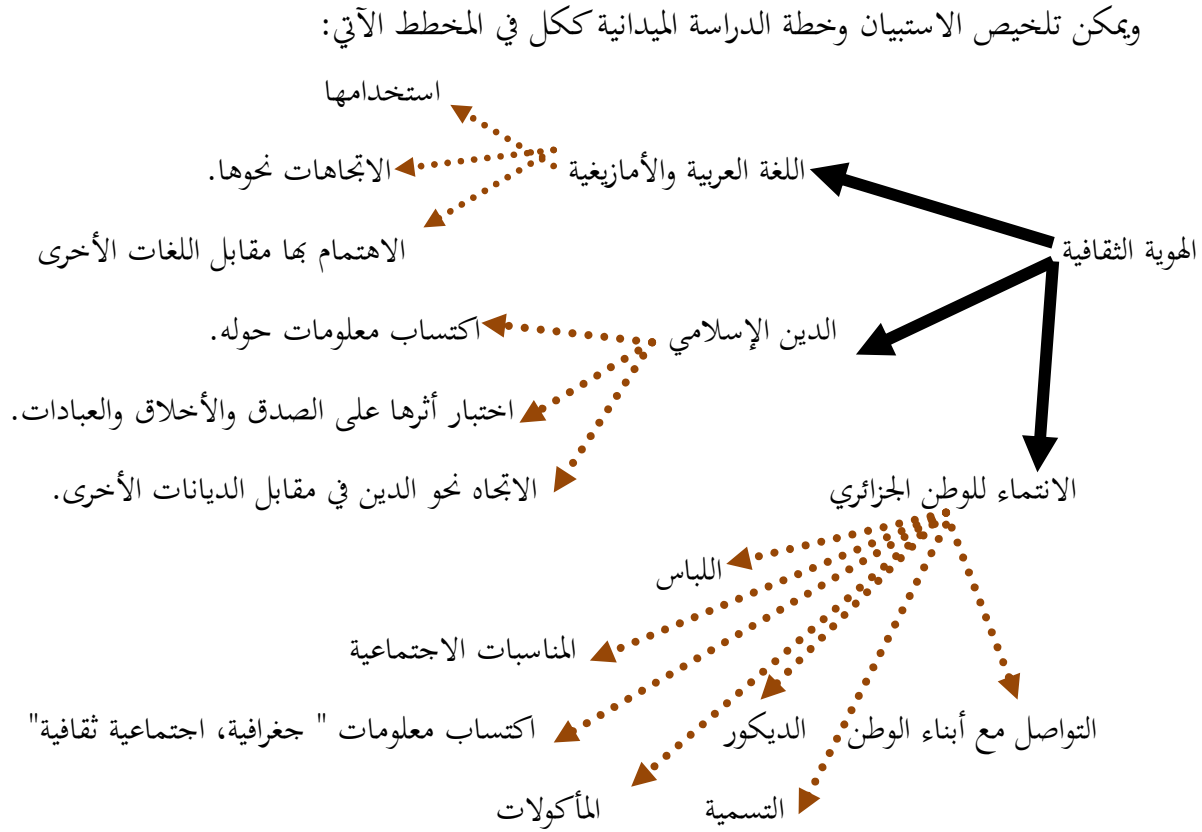 ويمكن تلخيص الاستبيان وخطة الدراسة الميدانية ككل في المخطط الآتي:
استخدامها
اللغة العربية والأمازيغية
الاتجاهات نحوها.
الهوية الثقافية
الاهتمام بها مقابل اللغات الأخرى
الدين الإسلامي
اكتساب معلومات حوله.
اختبار أثرها على الصدق والأخلاق والعبادات.
الانتماء للوطن الجزائري
الاتجاه نحو الدين في مقابل الديانات الأخرى.
اللباس
المناسبات الاجتماعية
التواصل مع أبناء الوطن
الديكور
اكتساب معلومات " جغرافية، اجتماعية ثقافية"
التسمية
المأكولات